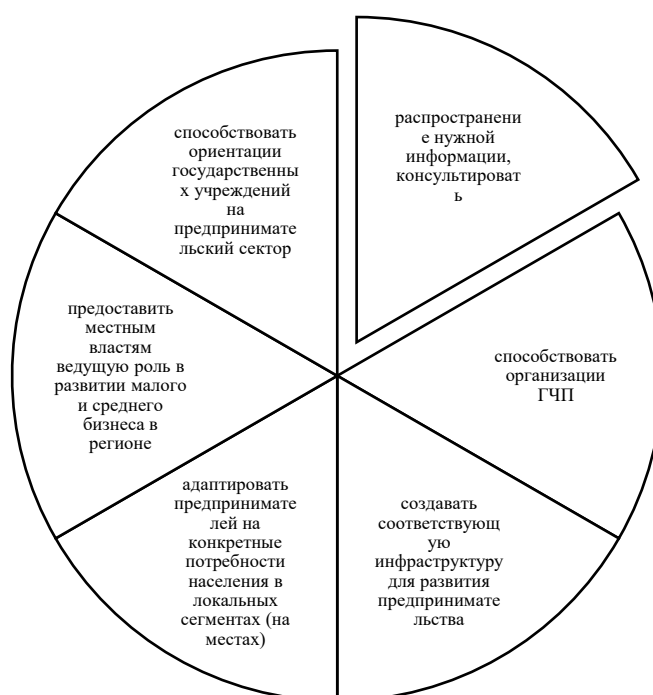 распространени
е нужной
информации,
консультироват
ь
способствовать
организации
ГЧП
создавать
соответствующ
ую
инфраструктуру
для развития
предпринимате
льства
адаптировать
предпринимате
лей на
конкретные
потребности
населения в
локальных
сегментах (на
местах)
предоставить
местным
властям
ведущую роль в
развитии малого
и среднего
бизнеса в
регионе
способствовать
ориентации
государственны
х учреждений
на
предпринимате
льский сектор